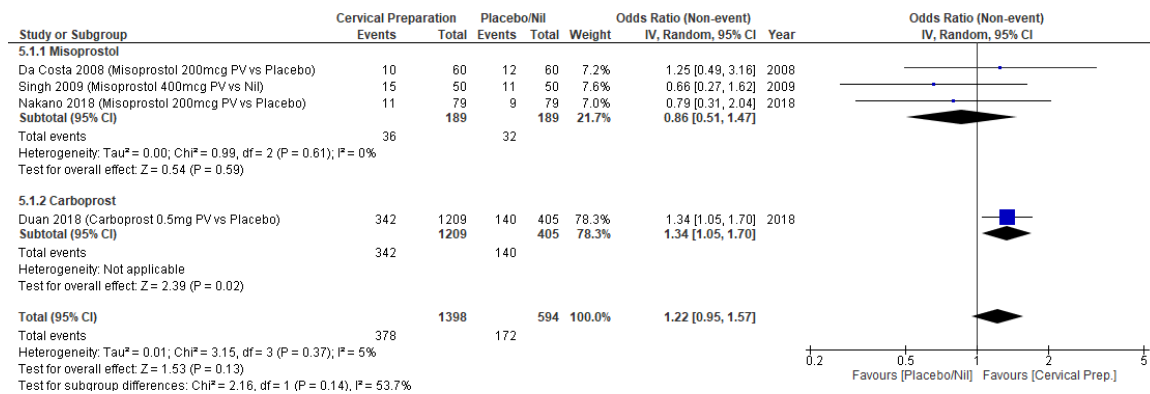 Cervical Preparation Placebo/Nil Odds Ratio (Non-event) Odds Ratio (Non-event)
Study or Subgroup Events Total Events Total Weight IV, Random, 95% CI Year IV, Random, 95% CI
5.1.1 Misoprostol
Da Costa 2008 (Misoprostol 200mcg PV vs Placebo) 10 60 12 60 7.2% 1.25 [0.49, 3.16] 2008
Singh 2009 (Misoprostol 400mcg PV vs Nil) 15 50 11 50 7.6% 0.66 [0.27, 1.62] 2009
Nakano 2018 (Misoprostol 200mcg PV vs Placebo) 11 79 9 79 7.0% 0.79 [0.31, 2.04] 2018
Subtotal (95% CI) 189 189 21.7% 0.86 [0.51, 1.47]
Total events 36 32
Heterogeneity: Tau² = 0.00; Chi² = 0.99, df = 2 (P = 0.61); I² = 0%
Test for overall effect: Z = 0.54 (P = 0.59)
5.1.2 Carboprost
Duan 2018 (Carboprost 0.5mg PV vs Placebo) 342 1209 140 405 78.3% 1.34 [1.05, 1.70] 2018
Subtotal (95% CI) 1209 405 78.3% 1.34 [1.05, 1.70]
Total events 342 140
Heterogeneity: Not applicable
Test for overall effect: Z = 2.39 (P = 0.02)
Total (95% CI) 1398 594 100.0% 1.22 [0.95, 1.57]
Total events 378 172
Heterogeneity: Tau² = 0.01; Chi² = 3.15, df = 3 (P = 0.37); I² = 5%
Test for overall effect: Z = 1.53 (P = 0.13)
Test for subgroup differences: Chi² = 2.16, df = 1 (P = 0.14), I² = 53.7%
0.2 0.5 1 2 5
Favours [Placebo/Nil] Favours [Cervical Prep.]